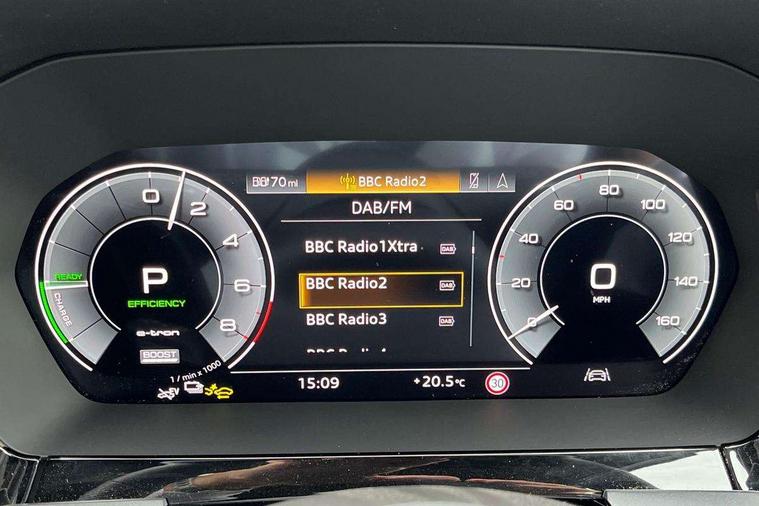 70 mi
BBC Radio2
DAB/FM
BBC Radio1Xtra DAB
BBC Radio2 DAB
BBC Radio3 DAB
0
2
4
6
8
READY
CHARGE
P
EFFICIENCY
e-tron
BOOST
1 / min x 1000
EV
15:09
+20.5°C
30
0
20
40
60
80
100
120
140
160
0
MPH